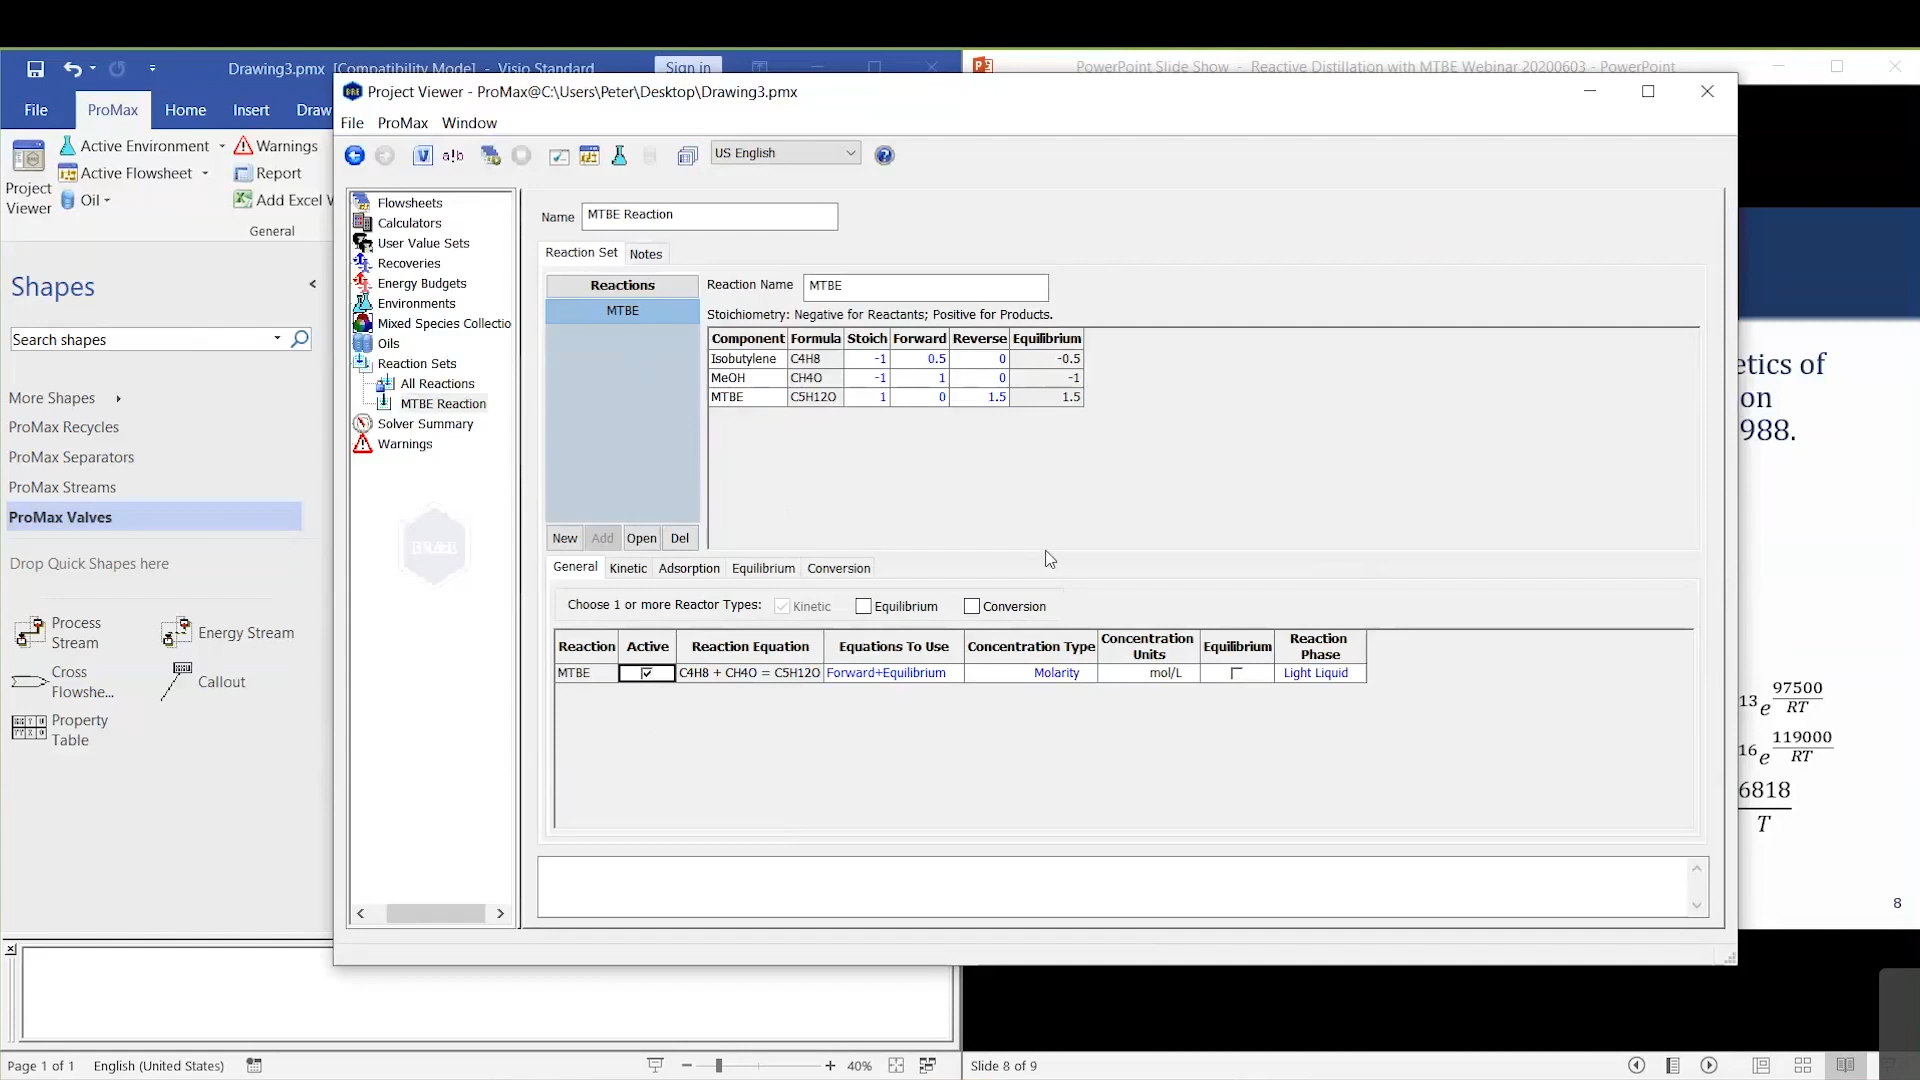 Drawing3.pmx [Compatibility Mode] - Visio Standard
Sign in
PowerPoint Slide Show - Reactive Distillation with MTBE Webinar 20200603 - PowerPoint
Project Viewer - ProMax@C:\Users\Peter\Desktop\Drawing3.pmx
File ProMax Home Insert Draw
File ProMax Window
Active Environment
Warnings
a!b
US English
Active Flowsheet
Report
Project
Viewer
Oil
Add Excel W
General
Shapes
Search shapes
More Shapes
ProMax Recycles
ProMax Separators
ProMax Streams
ProMax Valves
Drop Quick Shapes here
Process
Stream
Energy Stream
Cross
Flowshe...
Callout
Property
Table
Flowsheets
Calculators
User Value Sets
Recoveries
Energy Budgets
Environments
Mixed Species Collectio
Oils
Reaction Sets
All Reactions
MTBE Reaction
Solver Summary
Warnings
Name MTBE Reaction
Reaction Set Notes
Reactions
MTBE
Reaction Name MTBE
Stoichiometry: Negative for Reactants; Positive for Products.
Component Formula Stoich Forward Reverse Equilibrium
Isobutylene C4H8 -1 0.5 0 -0.5
MeOH CH4O -1 1 0 -1
MTBE C5H12O 1 0 1.5 1.5
New Add Open Del
General Kinetic Adsorption Equilibrium Conversion
Choose 1 or more Reactor Types: Kinetic Equilibrium Conversion
Reaction Active Reaction Equation Equations To Use Concentration Type Concentration Units Equilibrium Reaction Phase
MTBE C4H8 + CH4O = C5H12O Forward+Equilibrium Molarity mol/L Light Liquid
etics of
on
988.
13 e 97500
RT
16 e 119000
RT
6818
T
8
Page 1 of 1 English (United States) 40% Slide 8 of 9